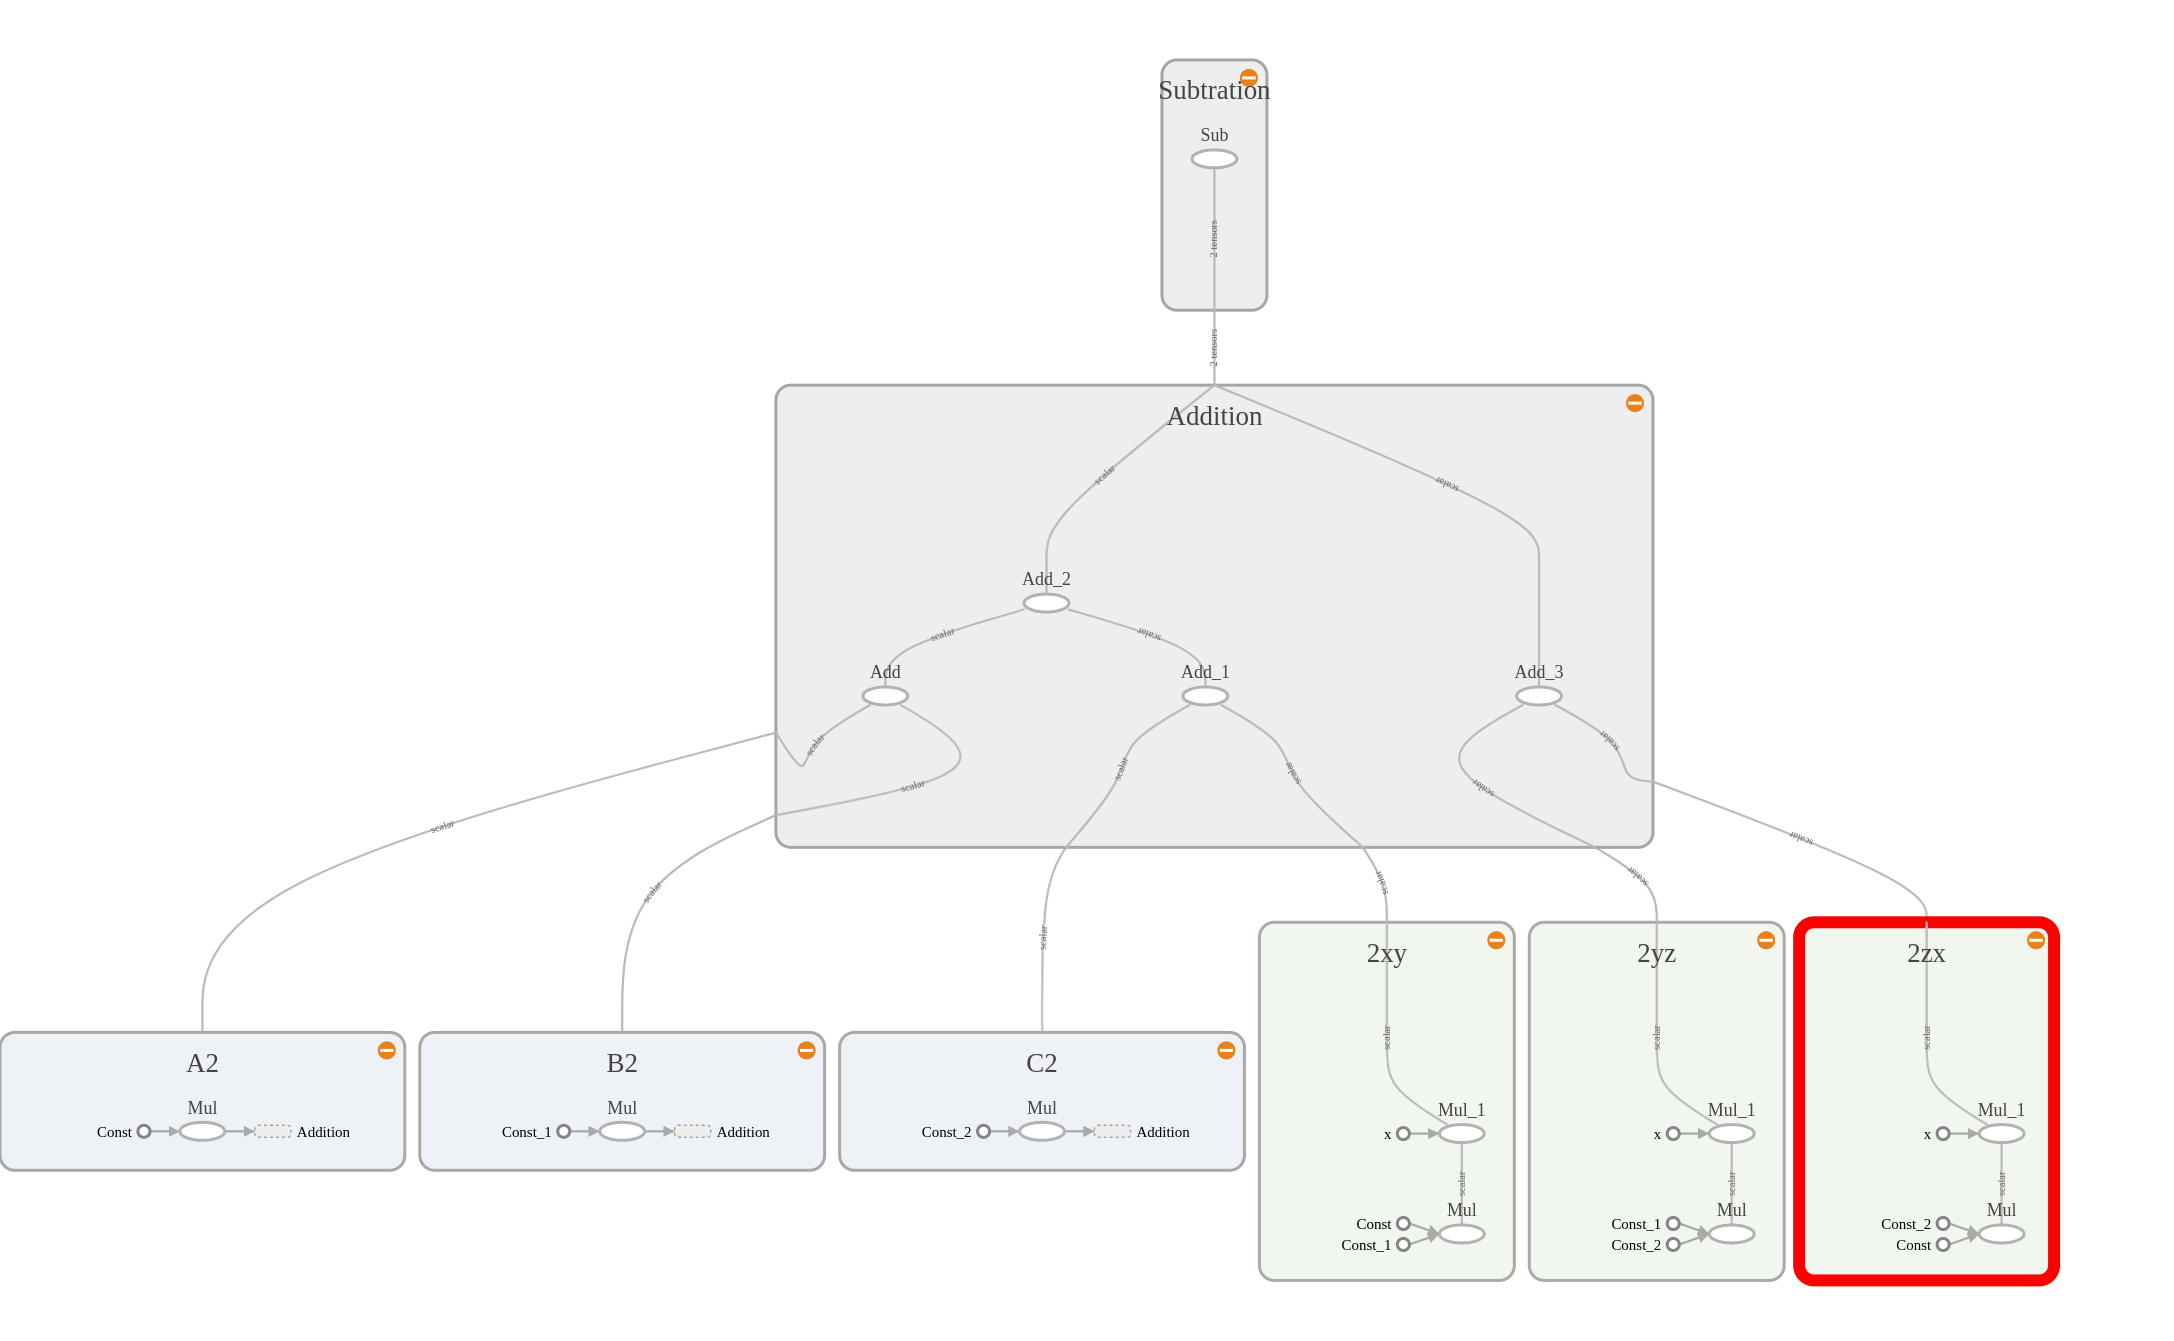 Subtration
Sub
2 tensors
2 tensors
Addition
scalar
scalar
Add_2
scalar
scalar
Add
Add_1
Add_3
scalar
scalar
scalar
scalar
scalar
scalar
scalar
scalar
scalar
scalar
scalar
scalar
2xy
scalar
Mul_1
x
scalar
Mul
Const
Const_1
2yz
scalar
Mul_1
x
scalar
Mul
Const_1
Const_2
2zx
scalar
Mul_1
x
scalar
Mul
Const_2
Const
A2
Mul
Const
Addition
B2
Mul
Const_1
Addition
C2
Mul
Const_2
Addition